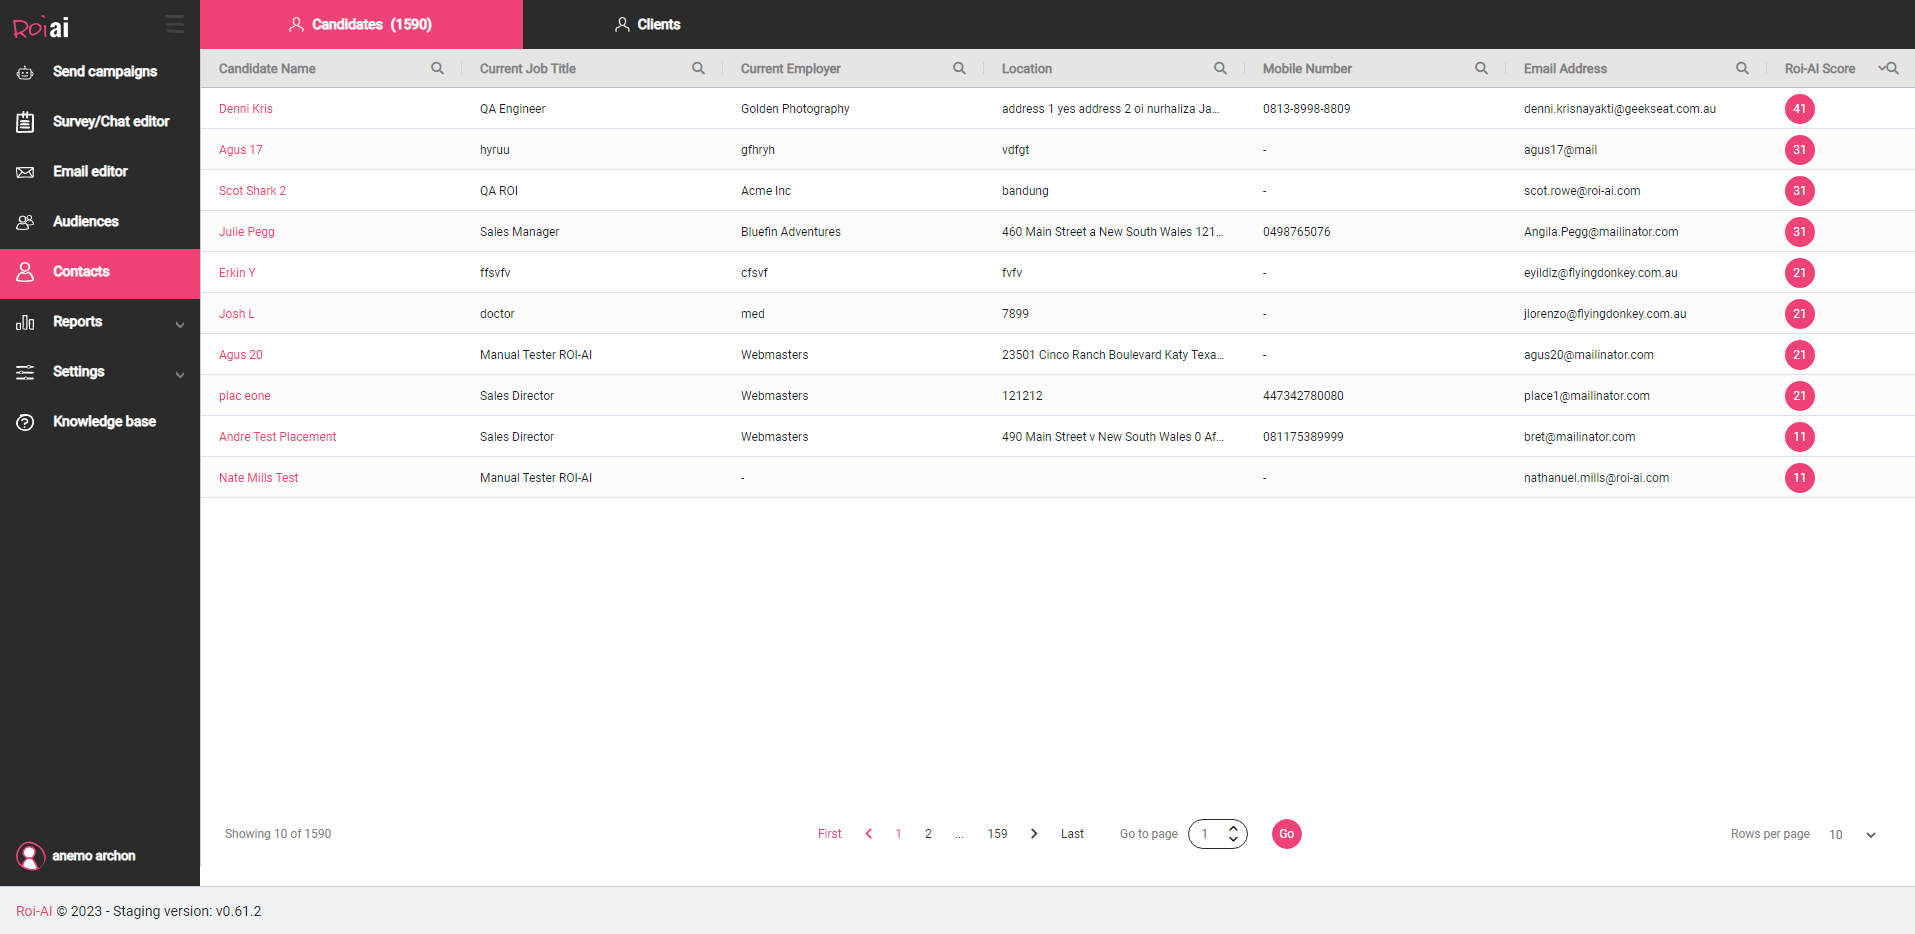 Roi ai
Candidates (1590)
Clients
Send campaigns
Survey/Chat editor
Email editor
Audiences
Contacts
Reports
Settings
Knowledge base
anemo archon
Candidate Name Current Job Title Current Employer Location Mobile Number Email Address Roi-AI Score
Denni Kris QA Engineer Golden Photography address 1 yes address 2 oi nurhaliza Ja... 0813-8998-8809 denni.krisnayakti@geekseat.com.au 41
Agus 17 hyruu gfhryh vdfgt - agus17@mail 31
Scot Shark 2 QA ROI Acme Inc bandung - scot.rowe@roi-ai.com 31
Julie Pegg Sales Manager Bluefin Adventures 460 Main Street a New South Wales 121... 0498765076 Angila.Pegg@mailinator.com 31
Erkin Y ffsvfv cfsvf fvfv - eyildiz@flyingdonkey.com.au 21
Josh L doctor med 7899 - jlorenzo@flyingdonkey.com.au 21
Agus 20 Manual Tester ROI-AI Webmasters 23501 Cinco Ranch Boulevard Katy Texa... - agus20@mailinator.com 21
plac eone Sales Director Webmasters 121212 447342780080 place1@mailinator.com 21
Andre Test Placement Sales Director Webmasters 490 Main Street v New South Wales 0 Af... 081175389999 bret@mailinator.com 11
Nate Mills Test Manual Tester ROI-AI - - nathanuel.mills@roi-ai.com 11
Showing 10 of 1590 First 1 2 ... 159 Last Go to page 1 Go Rows per page 10
Roi-AI © 2023 - Staging version: v0.61.2